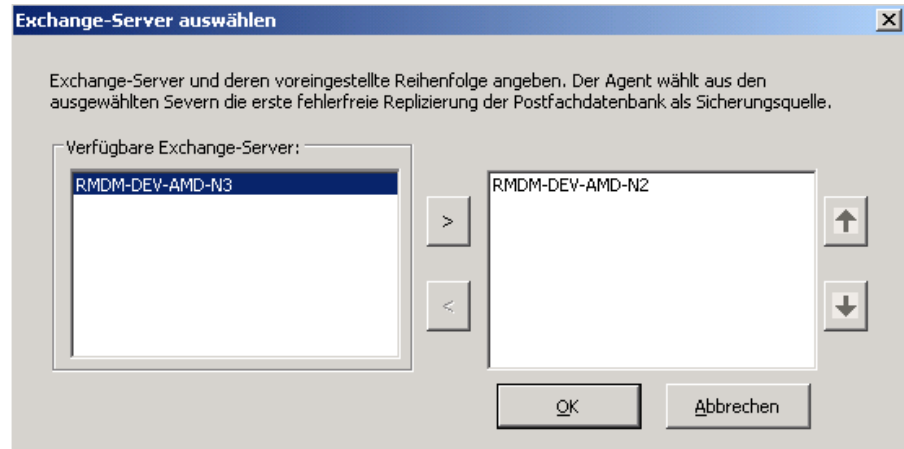 Exchange-Server auswählen
Exchange-Server und deren voreingestellte Reihenfolge angeben. Der Agent wählt aus den
ausgewählten Severn die erste fehlerfreie Replizierung der Postfachdatenbank als Sicherungsquelle.
Verfügbare Exchange-Server:
RMDM-DEV-AMD-N3
RMDM-DEV-AMD-N2
>
<
OK
Abbrechen